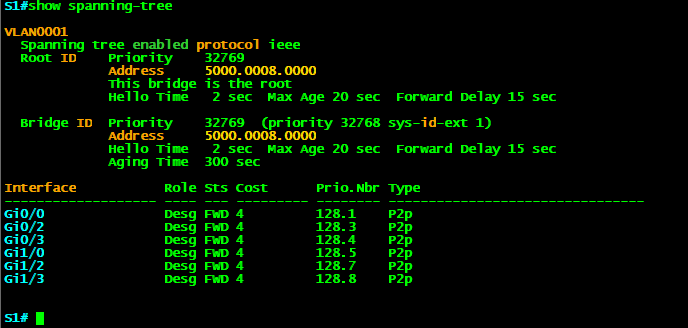 S1#show spanning-tree
VLAN0001
Spanning tree enabled protocol ieee
Root ID Priority 32769
Address 5000.0008.0000
This bridge is the root
Hello Time 2 sec Max Age 20 sec Forward Delay 15 sec
Bridge ID Priority 32769 (priority 32768 sys-id-ext 1)
Address 5000.0008.0000
Hello Time 2 sec Max Age 20 sec Forward Delay 15 sec
Aging Time 300 sec
Interface Role Sts Cost Prio.Nbr Type
------------------- ---- --- --------- -------- --------------------------------
Gi0/0 Desg FWD 4 128.1 P2p
Gi0/2 Desg FWD 4 128.3 P2p
Gi0/3 Desg FWD 4 128.4 P2p
Gi1/0 Desg FWD 4 128.5 P2p
Gi1/2 Desg FWD 4 128.7 P2p
Gi1/3 Desg FWD 4 128.8 P2p
S1#